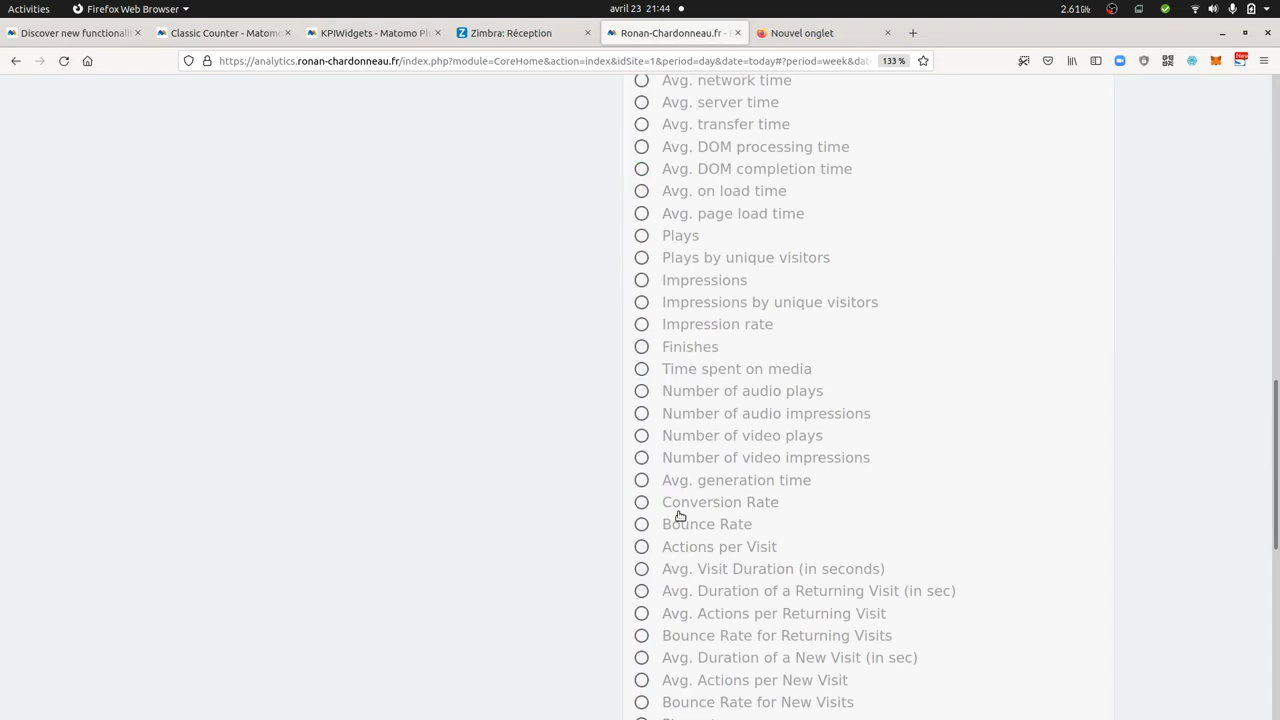 Activities
Firefox Web Browser
avril 23 21:44
2.61GiB
Discover new functionali
Classic Counter - Matomo
KPIWidgets - Matomo Plu
Zimbra: Réception
Ronan-Chardonneau.fr -
Nouvel onglet
https://analytics.ronan-chardonneau.fr/index.php?module=CoreHome&action=index&idSite=1&period=day&date=today#?period=week&dat
133 %
New
Avg. network time
Avg. server time
Avg. transfer time
Avg. DOM processing time
Avg. DOM completion time
Avg. on load time
Avg. page load time
Plays
Plays by unique visitors
Impressions
Impressions by unique visitors
Impression rate
Finishes
Time spent on media
Number of audio plays
Number of audio impressions
Number of video plays
Number of video impressions
Avg. generation time
Conversion Rate
Bounce Rate
Actions per Visit
Avg. Visit Duration (in seconds)
Avg. Duration of a Returning Visit (in sec)
Avg. Actions per Returning Visit
Bounce Rate for Returning Visits
Avg. Duration of a New Visit (in sec)
Avg. Actions per New Visit
Bounce Rate for New Visits